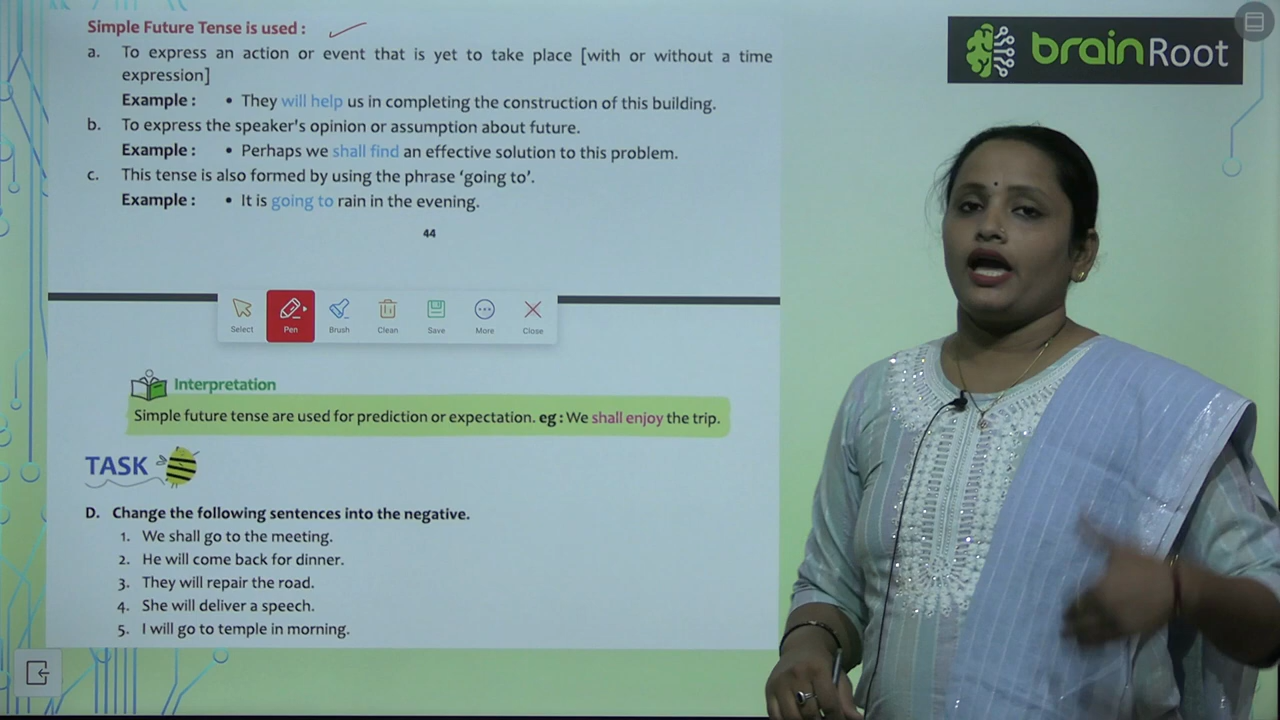 Simple Future Tense is used :
a. To express an action or event that is yet to take place [with or without a time
expression]
Example : • They will help us in completing the construction of this building.
b. To express the speaker's opinion or assumption about future.
Example : • Perhaps we shall find an effective solution to this problem.
c. This tense is also formed by using the phrase ‘going to’.
Example : • It is going to rain in the evening.
44
Select Pen Brush Clean Save More Close
Interpretation
Simple future tense are used for prediction or expectation. eg : We shall enjoy the trip.
TASK
D. Change the following sentences into the negative.
1. We shall go to the meeting.
2. He will come back for dinner.
3. They will repair the road.
4. She will deliver a speech.
5. I will go to temple in morning.
brainRoot